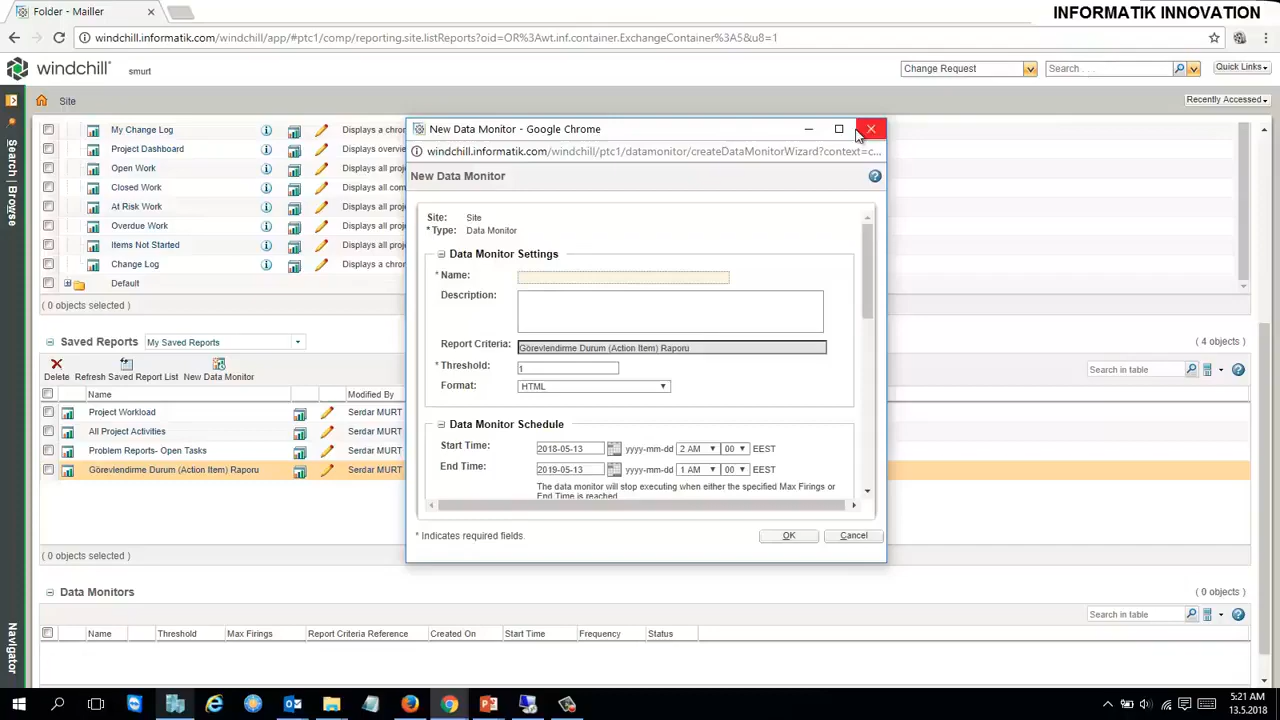 Folder - Mailler
INFORMATIK INNOVATION
windchill.informatik.com/windchill/app/#ptc1/comp/reporting.site.listReports?oid=OR%3Awt.inf.container.ExchangeContainer%3A5&u8=1
windchill smurt Change Request Search . . . Quick Links
Site Recently Accessed
Displays a chro
Project Dashboard Displays overvie
Open Work Displays all proj
Closed Work Displays all com
At Risk Work Displays all proj
Overdue Work Displays all proj
Items Not Started Displays all proj
Change Log Displays a chro
Default
( 0 objects selected )
Saved Reports My Saved Reports ( 4 objects )
Delete Refresh Saved Report List New Data Monitor Search in table
Name Modified By
Project Workload Serdar MURT
All Project Activities Serdar MURT
Problem Reports- Open Tasks Serdar MURT
Görevlendirme Durum (Action Item) Raporu Serdar MURT
( 0 objects selected )
Data Monitors ( 0 objects )
Search in table
Name Threshold Max Firings Report Criteria Reference Created On Start Time Frequency Status
Search | Browse
Navigator
New Data Monitor - Google Chrome
windchill.informatik.com/windchill/ptc1/datamonitor/createDataMonitorWizard?context=c...
New Data Monitor
Site: Site
* Type: Data Monitor
Data Monitor Settings
* Name:
Description:
Report Criteria: Görevlendirme Durum (Action Item) Raporu
* Threshold: 1
Format: HTML
Data Monitor Schedule
Start Time: 2018-05-13 yyyy-mm-dd 2 AM 00 EEST
End Time: 2019-05-13 yyyy-mm-dd 1 AM 00 EEST
The data monitor will stop executing when either the specified Max Firings or
End Time is reached
* Indicates required fields.
OK Cancel
5:21 AM
13.5.2018